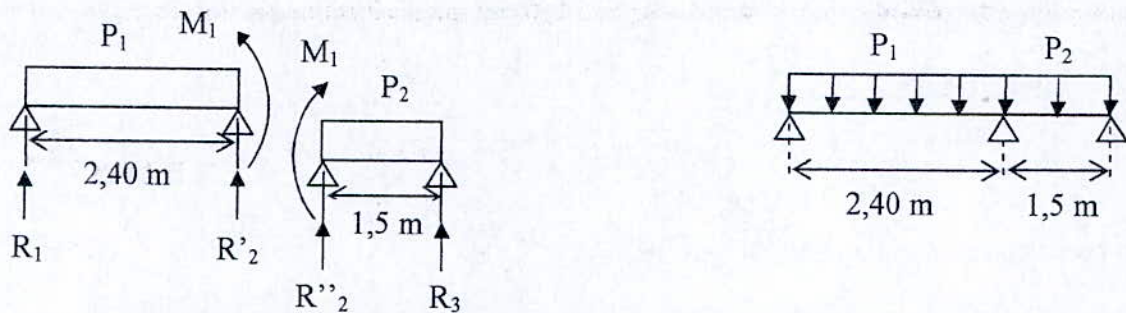 M₁
P₁
M₁
P₂
2,40 m
1,5 m
R₁
R’₂
R’’₂
R₃
P₁
P₂
2,40 m
1,5 m